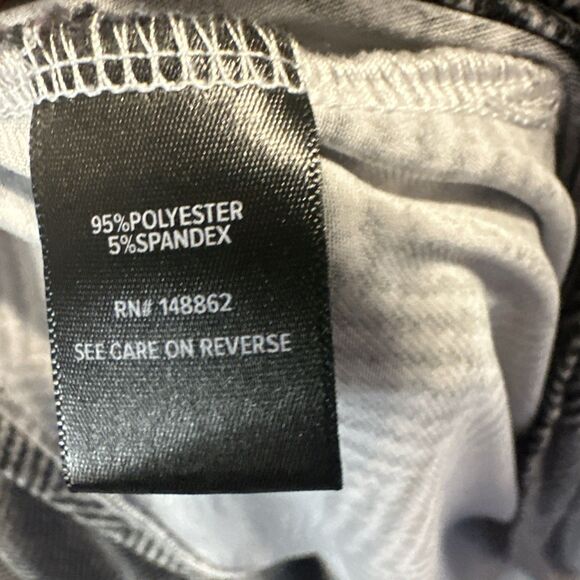 95%POLYESTER
5%SPANDEX
RN# 148862
SEE CARE ON REVERSE